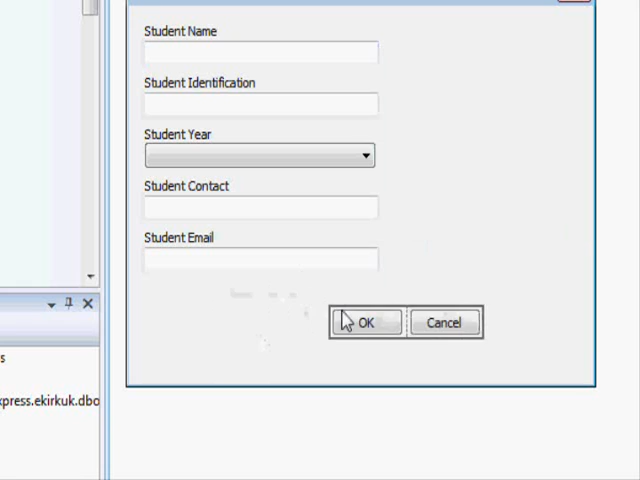 Student Name
Student Identification
Student Year
Student Contact
Student Email
OK
Cancel
s
xpress.ekirkuk.dbo